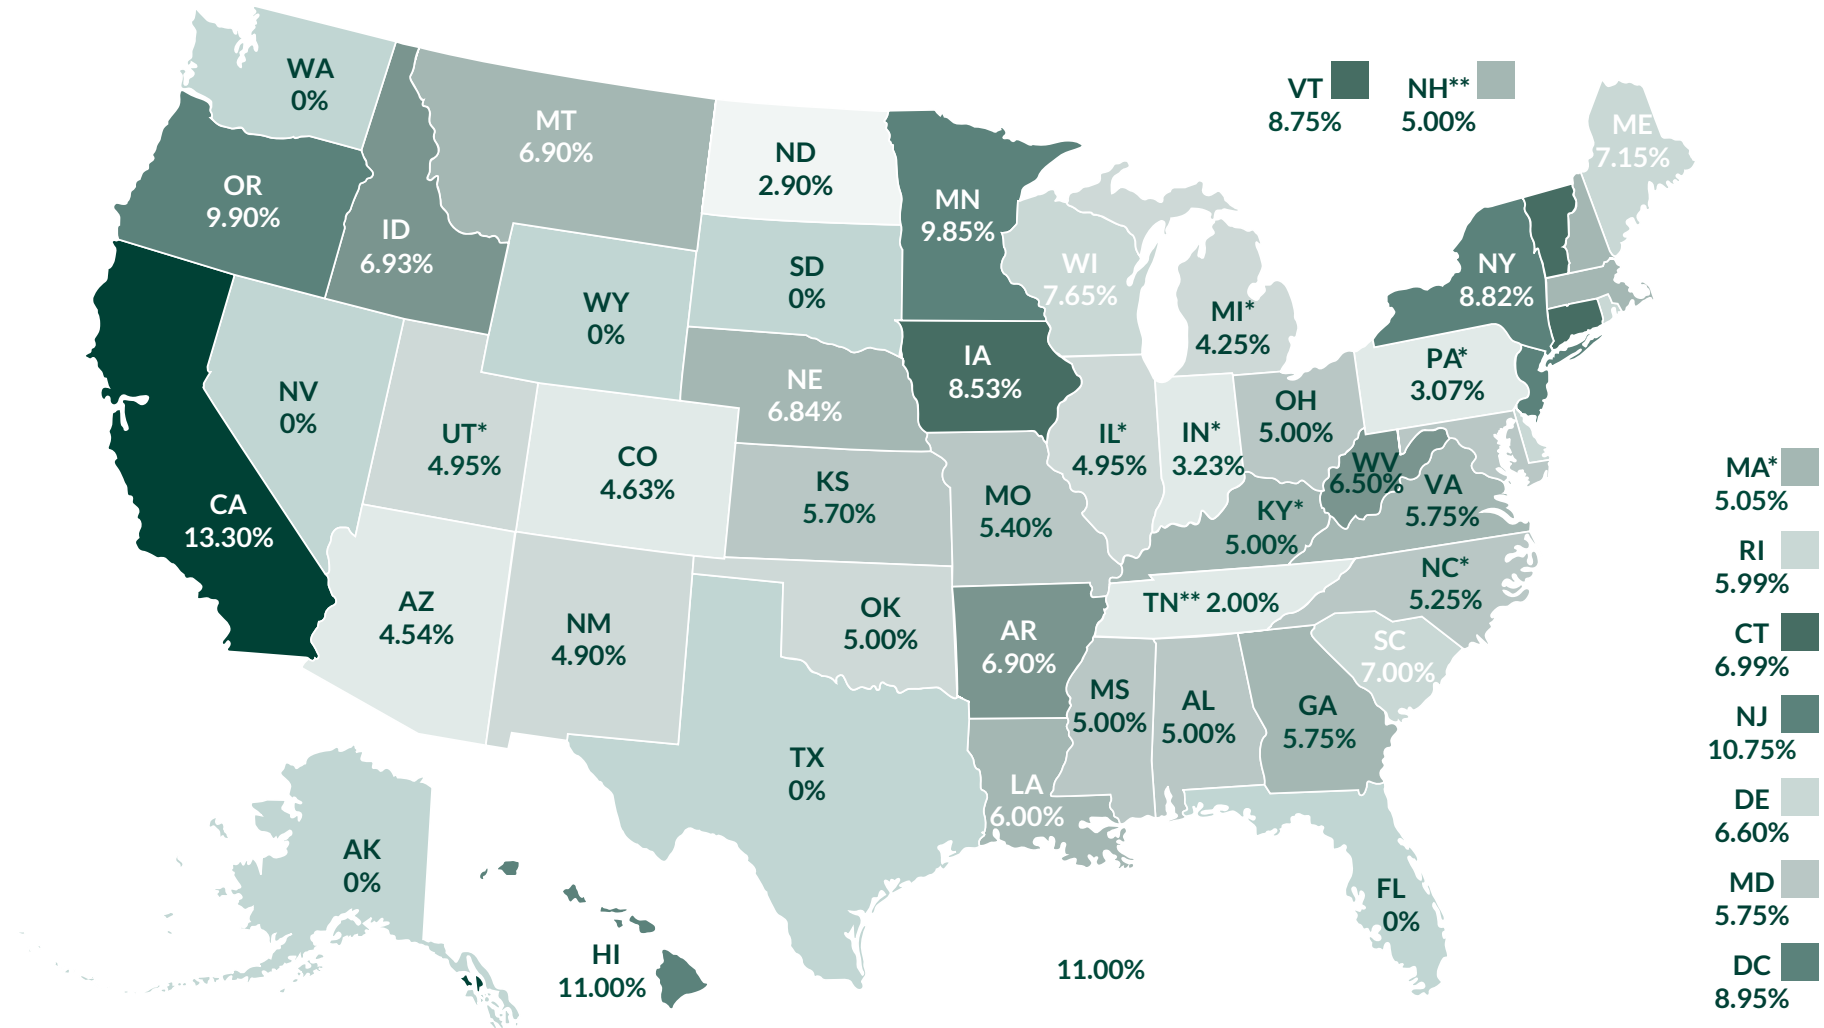 WA
0%
VT
8.75%
NH**
5.00%
MT
6.90%
ME
7.15%
ND
2.90%
OR
9.90%
MN
9.85%
ID
6.93%
SD
0%
WI
7.65%
NY
8.82%
WY
0%
MI*
4.25%
IA
8.53%
PA*
3.07%
NV
0%
NE
6.84%
OH
5.00%
UT*
4.95%
CO
4.63%
IL*
4.95%
IN*
3.23%
WV
6.50%
VA
5.75%
MA*
5.05%
CA
13.30%
KS
5.70%
MO
5.40%
KY*
5.00%
RI
5.99%
NC*
5.25%
AZ
4.54%
NM
4.90%
OK
5.00%
TN** 2.00%
AR
6.90%
SC
7.00%
CT
6.99%
MS
5.00%
AL
5.00%
GA
5.75%
NJ
10.75%
TX
0%
LA
6.00%
DE
6.60%
AK
0%
FL
0%
MD
5.75%
HI
11.00%
11.00%
DC
8.95%